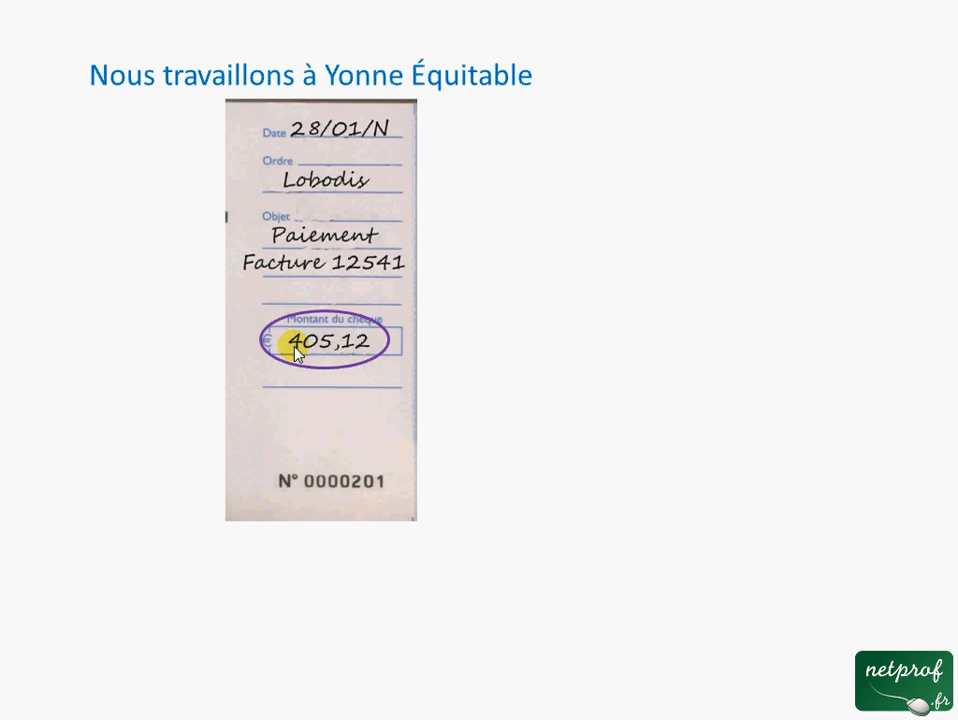 Nous travaillons à Yonne Équitable
Date 28/01/N
Ordre
Lobodis
Objet
Paiement
Facture 12541
Montant du chèque
(€) 405,12
N° 0000201
netprof
.fr